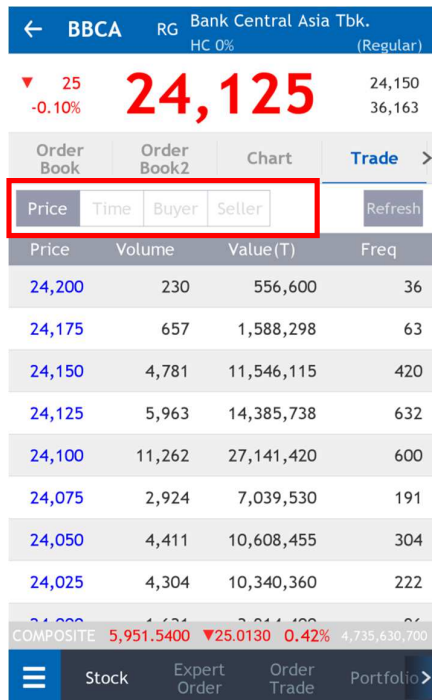 ← BBCA RG Bank Central Asia Tbk.
HC 0% (Regular)
▼ 25 24,125 24,150
-0.10% 36,163
Order Book Order Book2 Chart Trade >
Price Time Buyer Seller Refresh
Price Volume Value(T) Freq
24,200 230 556,600 36
24,175 657 1,588,298 63
24,150 4,781 11,546,115 420
24,125 5,963 14,385,738 632
24,100 11,262 27,141,420 600
24,075 2,924 7,039,530 191
24,050 4,411 10,608,455 304
24,025 4,304 10,340,360 222
COMPOSITE 5,951.5400 ▼25.0130 0.42% 4,735,630,700
Stock Expert Order Order Trade Portfolio >